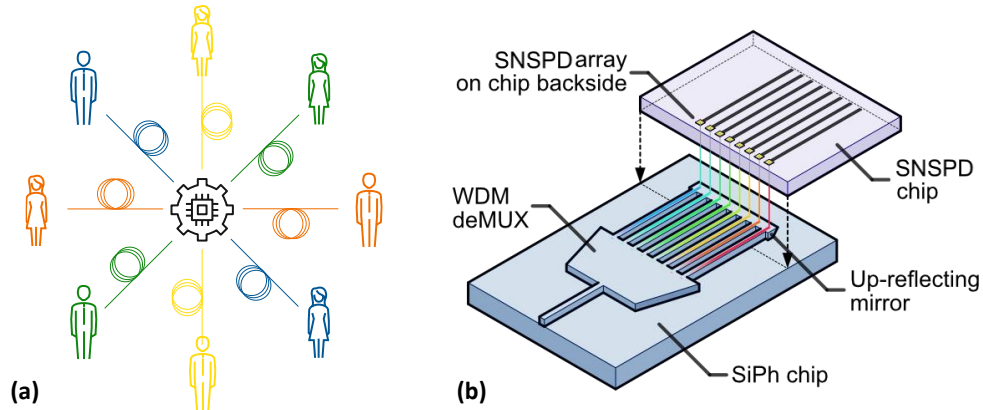 (a)
SNSPD array
on chip backside
SNSPD
chip
WDM
deMUX
Up-reflecting
mirror
SiPh chip
(b)